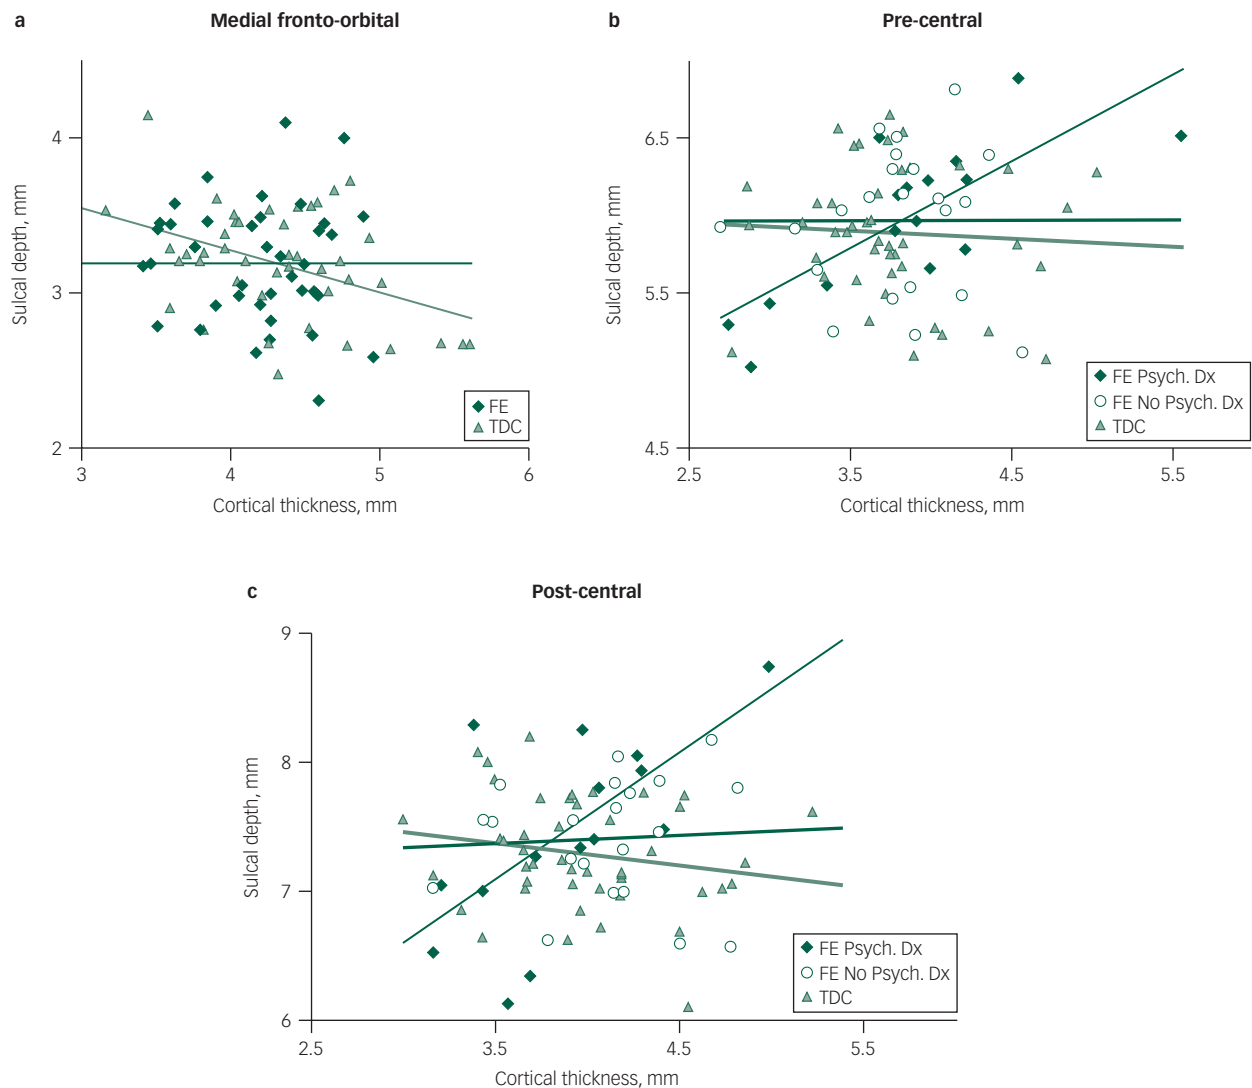 a
Medial fronto-orbital
4
3
2
3
4
5
6
Sulcal depth, mm
Cortical thickness, mm
FE
TDC
b
Pre-central
6.5
5.5
4.5
2.5
3.5
4.5
5.5
Sulcal depth, mm
Cortical thickness, mm
FE Psych. Dx
FE No Psych. Dx
TDC
c
Post-central
9
8
7
6
2.5
3.5
4.5
5.5
Sulcal depth, mm
Cortical thickness, mm
FE Psych. Dx
FE No Psych. Dx
TDC